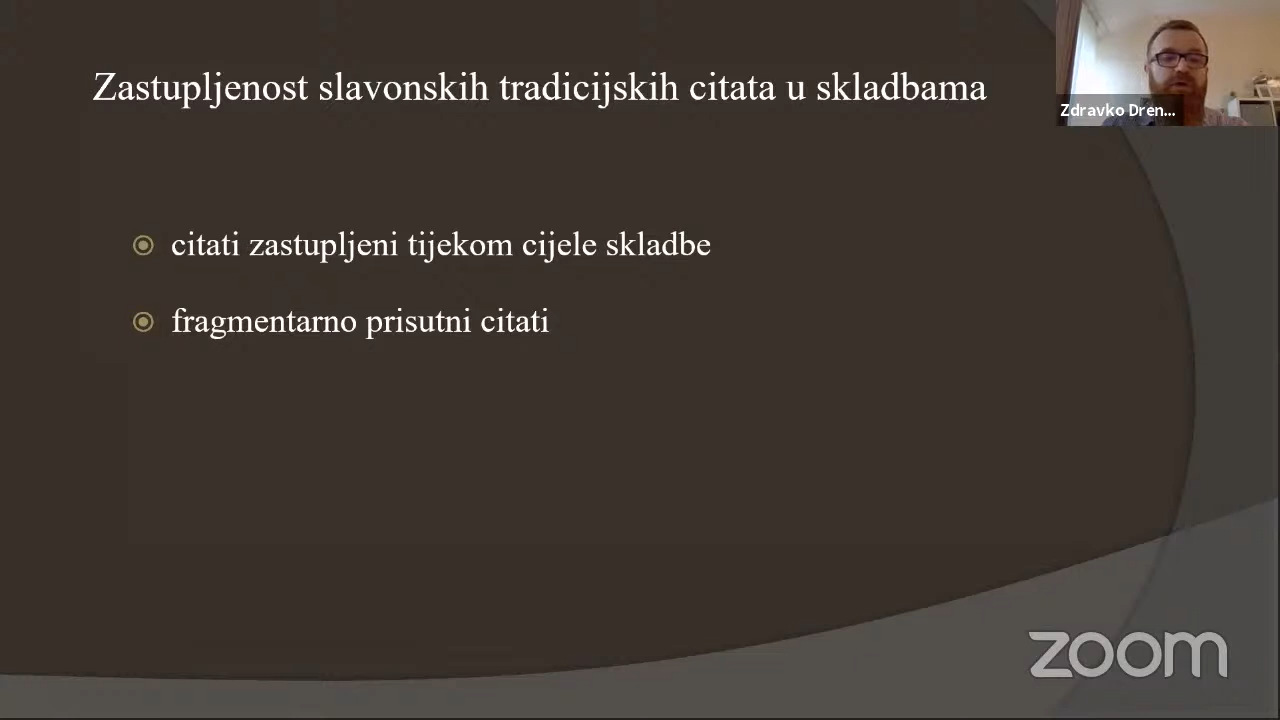 Zastupljenost slavonskih tradicijskih citata u skladbama
Zdravko Dren...
citati zastupljeni tijekom cijele skladbe
fragmentarno prisutni citati
zoom